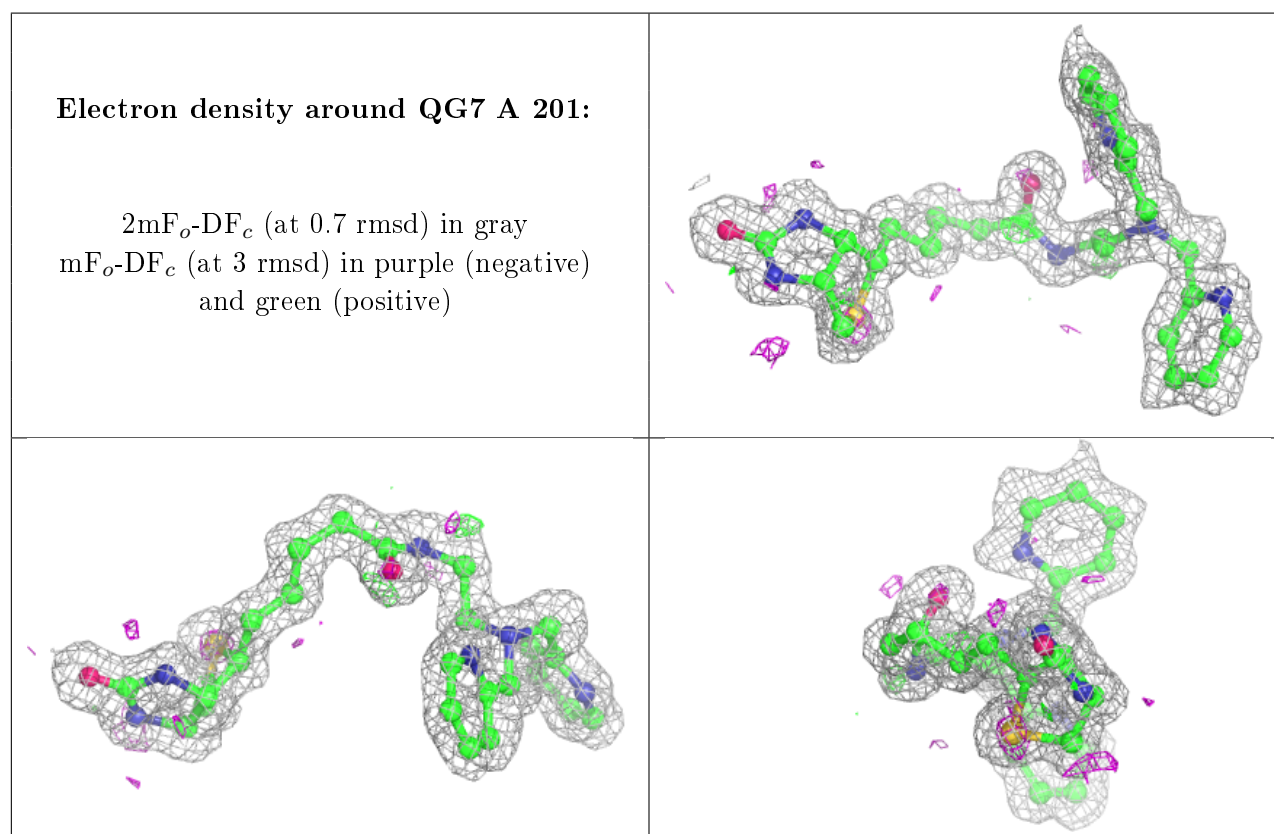 Electron density around QG7 A 201:
2mFo-DFc (at 0.7 rmsd) in gray
mFo-DFc (at 3 rmsd) in purple (negative)
and green (positive)